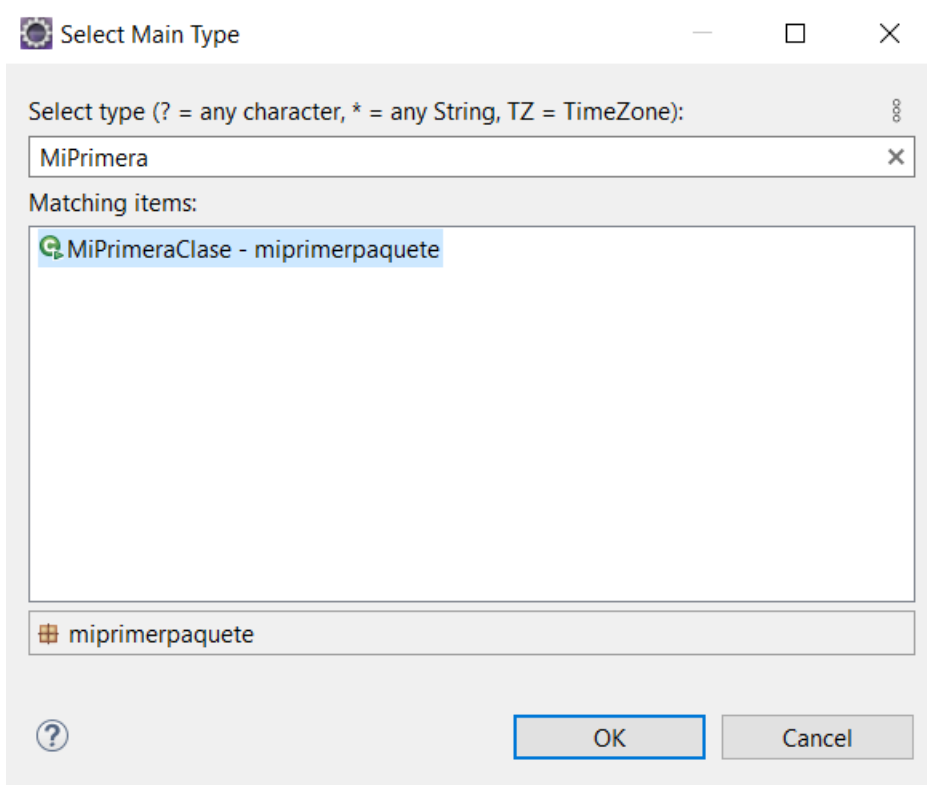 Select Main Type
Select type (? = any character, * = any String, TZ = TimeZone):
MiPrimera
Matching items:
MiPrimeraClase - miprimerpaquete
miprimerpaquete
OK
Cancel